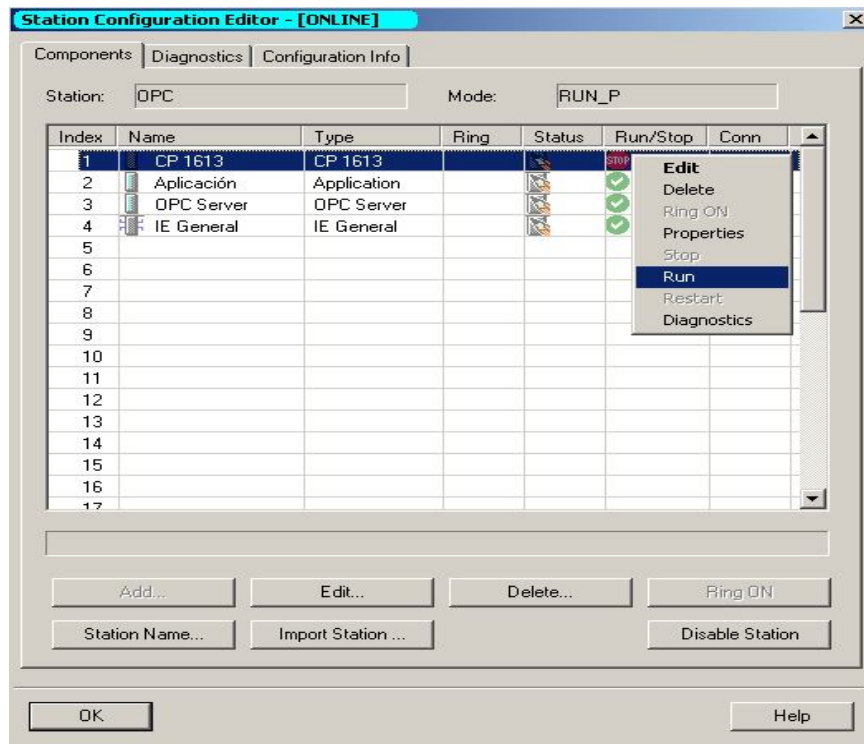 Station Configuration Editor - [ONLINE]
Components Diagnostics Configuration Info
Station: OPC Mode: RUN_P
Index Name Type Ring Status Run/Stop Conn
1 CP 1613 CP 1613 STOP
2 Aplicación Application
3 OPC Server OPC Server
4 IE General IE General
5
6
7
8
9
10
11
12
13
14
15
16
17
Edit
Delete
Ring ON
Properties
Stop
Run
Restart
Diagnostics
Add... Edit... Delete... Ring ON
Station Name... Import Station ... Disable Station
OK Help